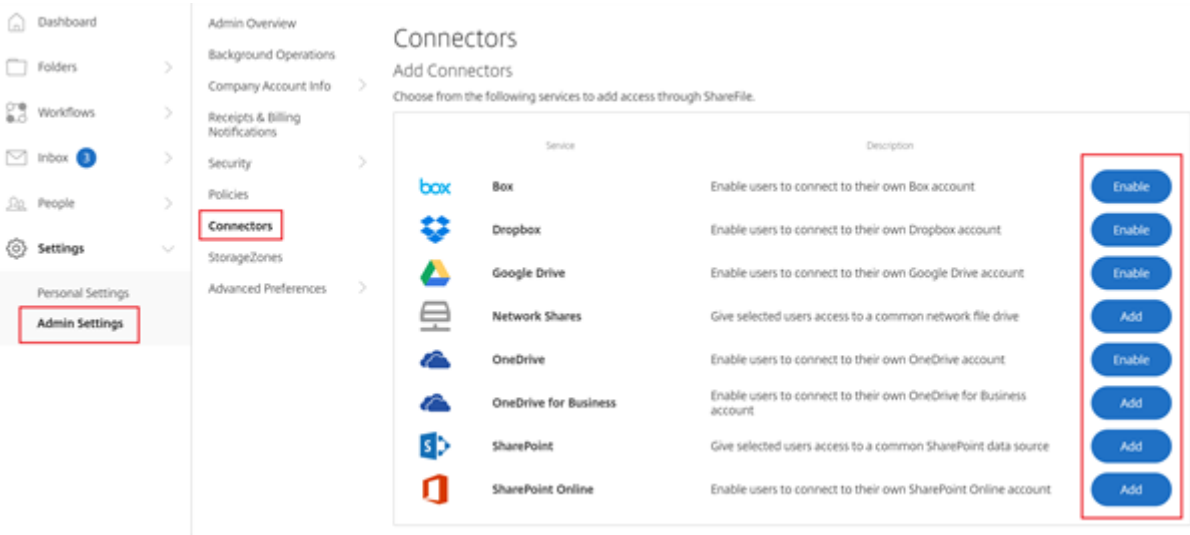 Dashboard
Folders
Workflows
Inbox 3
People
Settings
Personal Settings
Admin Settings
Admin Overview
Background Operations
Company Account Info
Receipts & Billing
Notifications
Security
Policies
Connectors
StorageZones
Advanced Preferences
Connectors
Add Connectors
Choose from the following services to add access through ShareFile.
Service Description
box Box Enable users to connect to their own Box account Enable
Dropbox Enable users to connect to their own Dropbox account Enable
Google Drive Enable users to connect to their own Google Drive account Enable
Network Shares Give selected users access to a common network file drive Add
OneDrive Enable users to connect to their own OneDrive account Enable
OneDrive for Business Enable users to connect to their own OneDrive for Business
account Add
S SharePoint Give selected users access to a common SharePoint data source Add
SharePoint Online Enable users to connect to their own SharePoint Online account Add